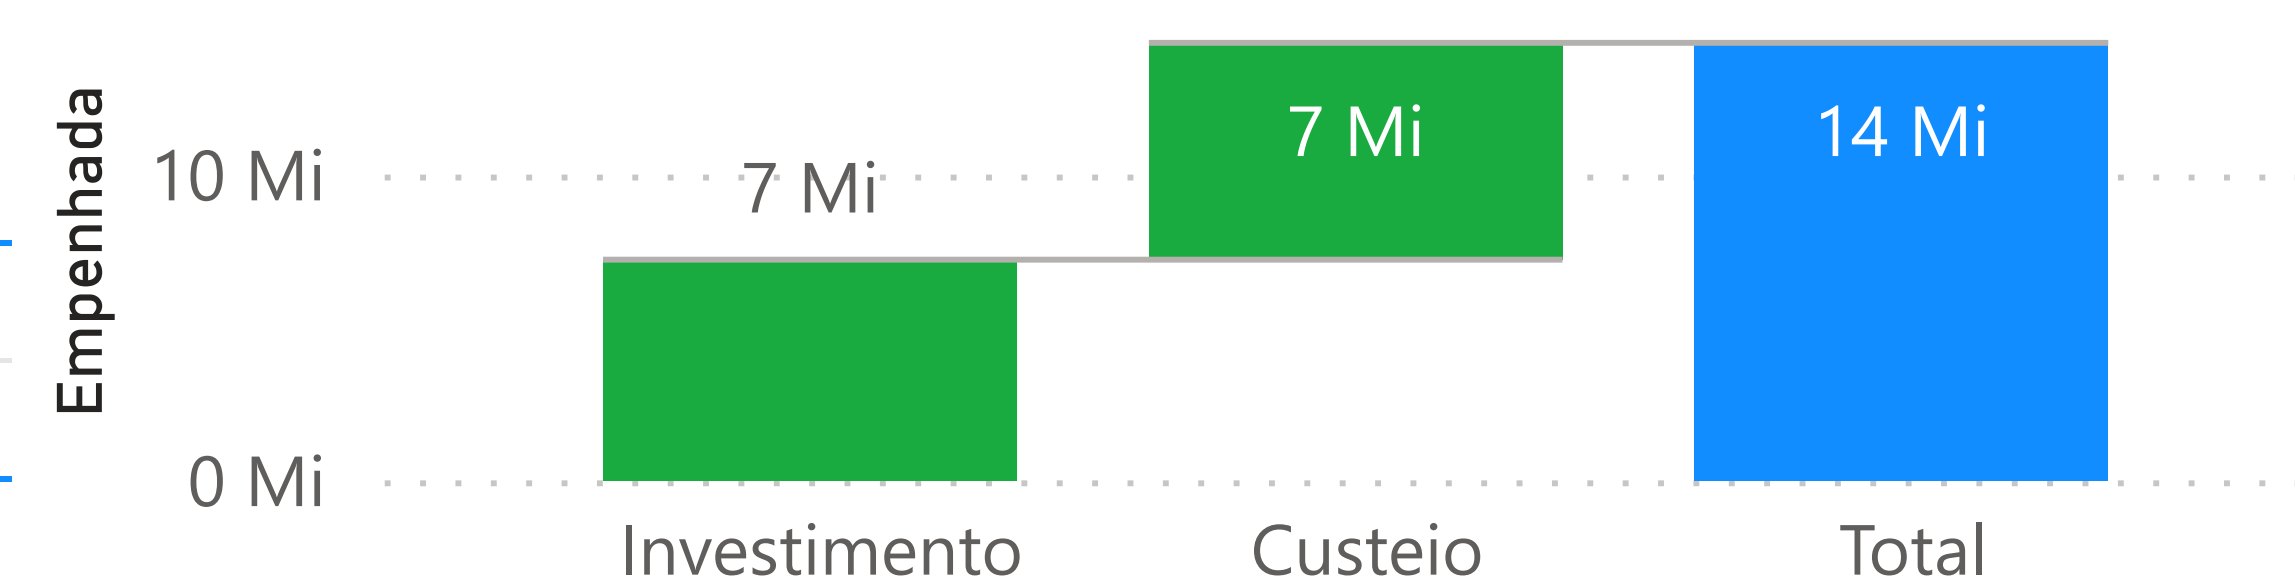 Empenhada
10 Mi
0 Mi
7 Mi
7 Mi
14 Mi
Investimento
Custeio
Total